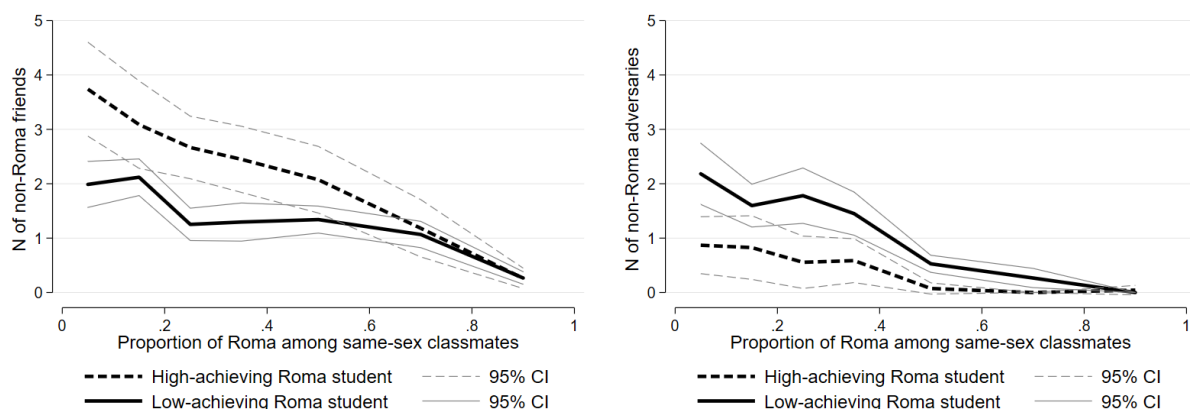 5
4
3
2
1
0
N of non-Roma friends
0 .2 .4 .6 .8 1
Proportion of Roma among same-sex classmates
High-achieving Roma student 95% CI
Low-achieving Roma student 95% CI
5
4
3
2
1
0
N of non-Roma adversaries
0 .2 .4 .6 .8 1
Proportion of Roma among same-sex classmates
High-achieving Roma student 95% CI
Low-achieving Roma student 95% CI